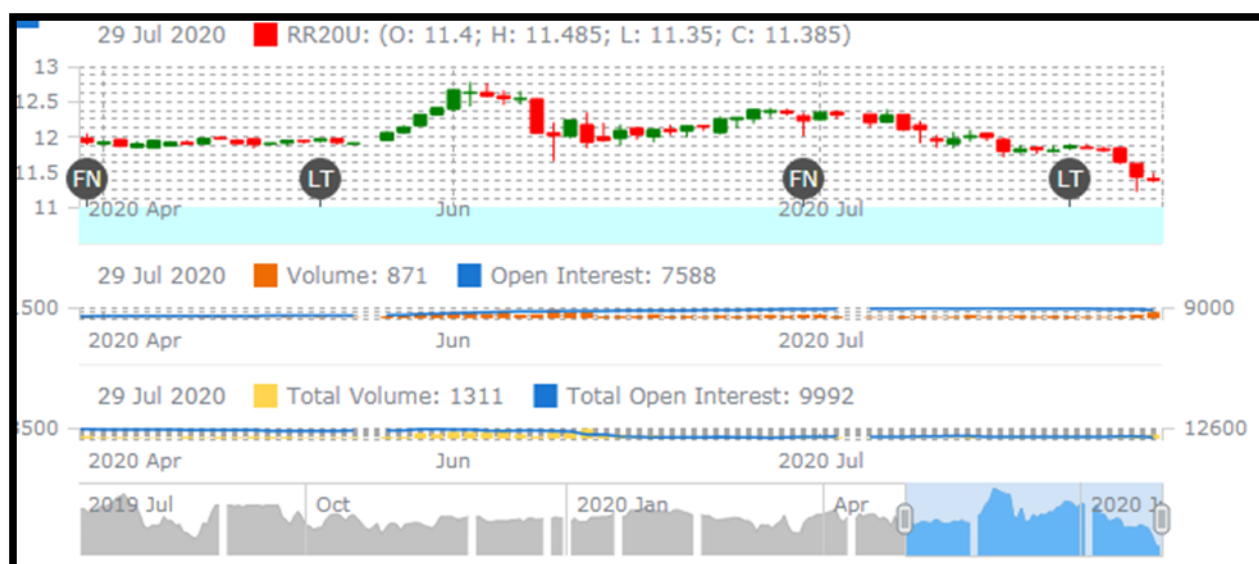 29 Jul 2020 RR20U: (O: 11.4; H: 11.485; L: 11.35; C: 11.385)
13
12.5
12
11.5
11
FN LT FN LT
2020 Apr Jun 2020 Jul
29 Jul 2020 Volume: 871 Open Interest: 7588
500 9000
2020 Apr Jun 2020 Jul
29 Jul 2020 Total Volume: 1311 Total Open Interest: 9992
500 12600
2020 Apr Jun 2020 Jul
2019 Jul Oct 2020 Jan Apr 2020 J